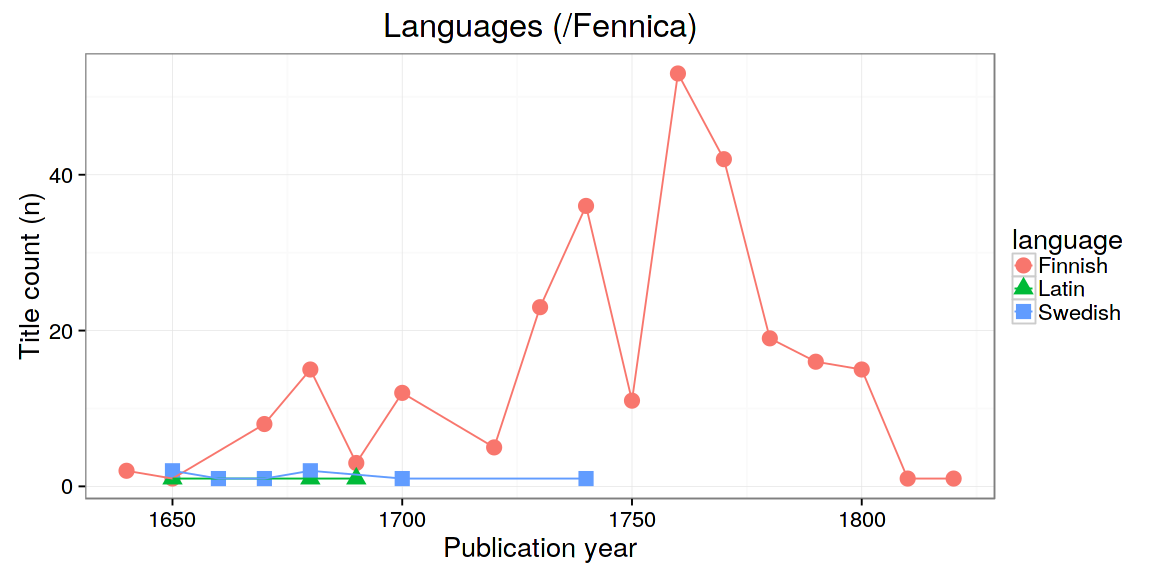 Languages (/Fennica)
Title count (n)
40
20
0
1650 1700 1750 1800
Publication year
language
Finnish
Latin
Swedish